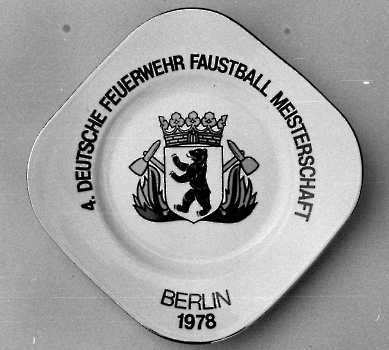 4. DEUTSCHE FEUERWEHR FAUSTBALL MEISTERSCHAFT
BERLIN
1978